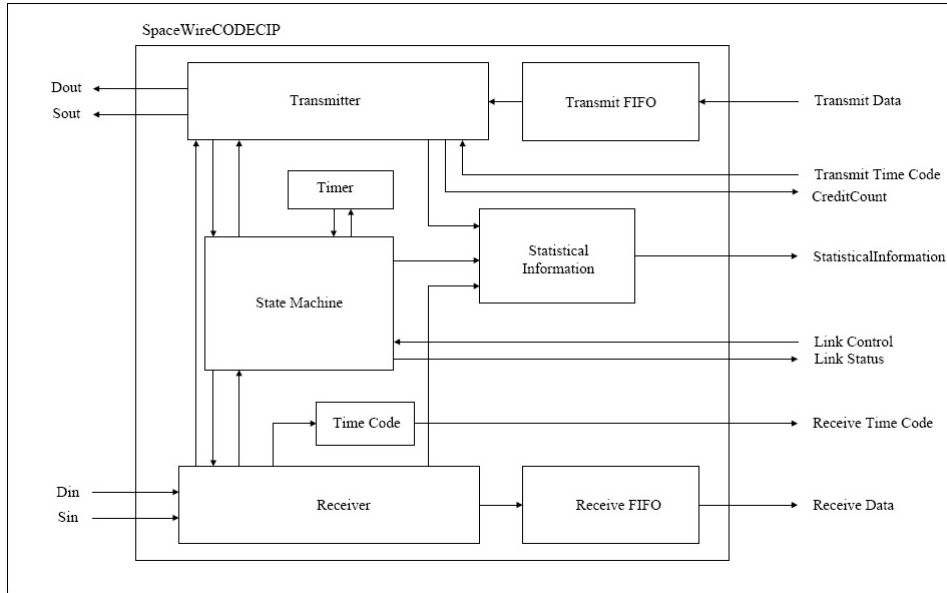 SpaceWireCODECIP
Dout
Sout
Transmitter
Transmit FIFO
Transmit Data
Transmit Time Code
CreditCount
Timer
Statistical
Information
StatisticalInformation
State Machine
Link Control
Link Status
Time Code
Receive Time Code
Din
Sin
Receiver
Receive FIFO
Receive Data